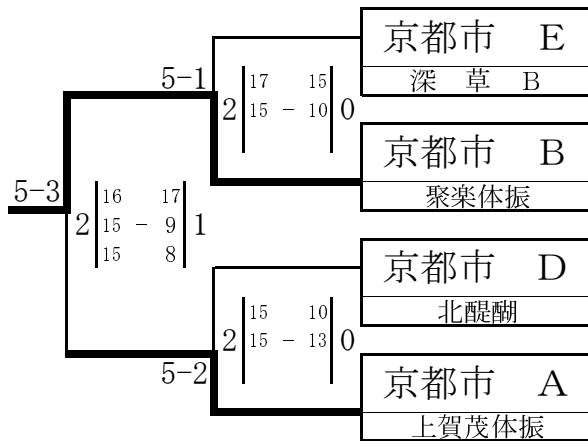 京都市 E
深 草 B
5-1
17 15
2 15 - 10 0
京都市 B
聚楽体振
5-3
16 17
2 15 - 9 1
15 8
京都市 D
北醍醐
15 10
2 15 - 13 0
5-2
京都市 A
上賀茂体振